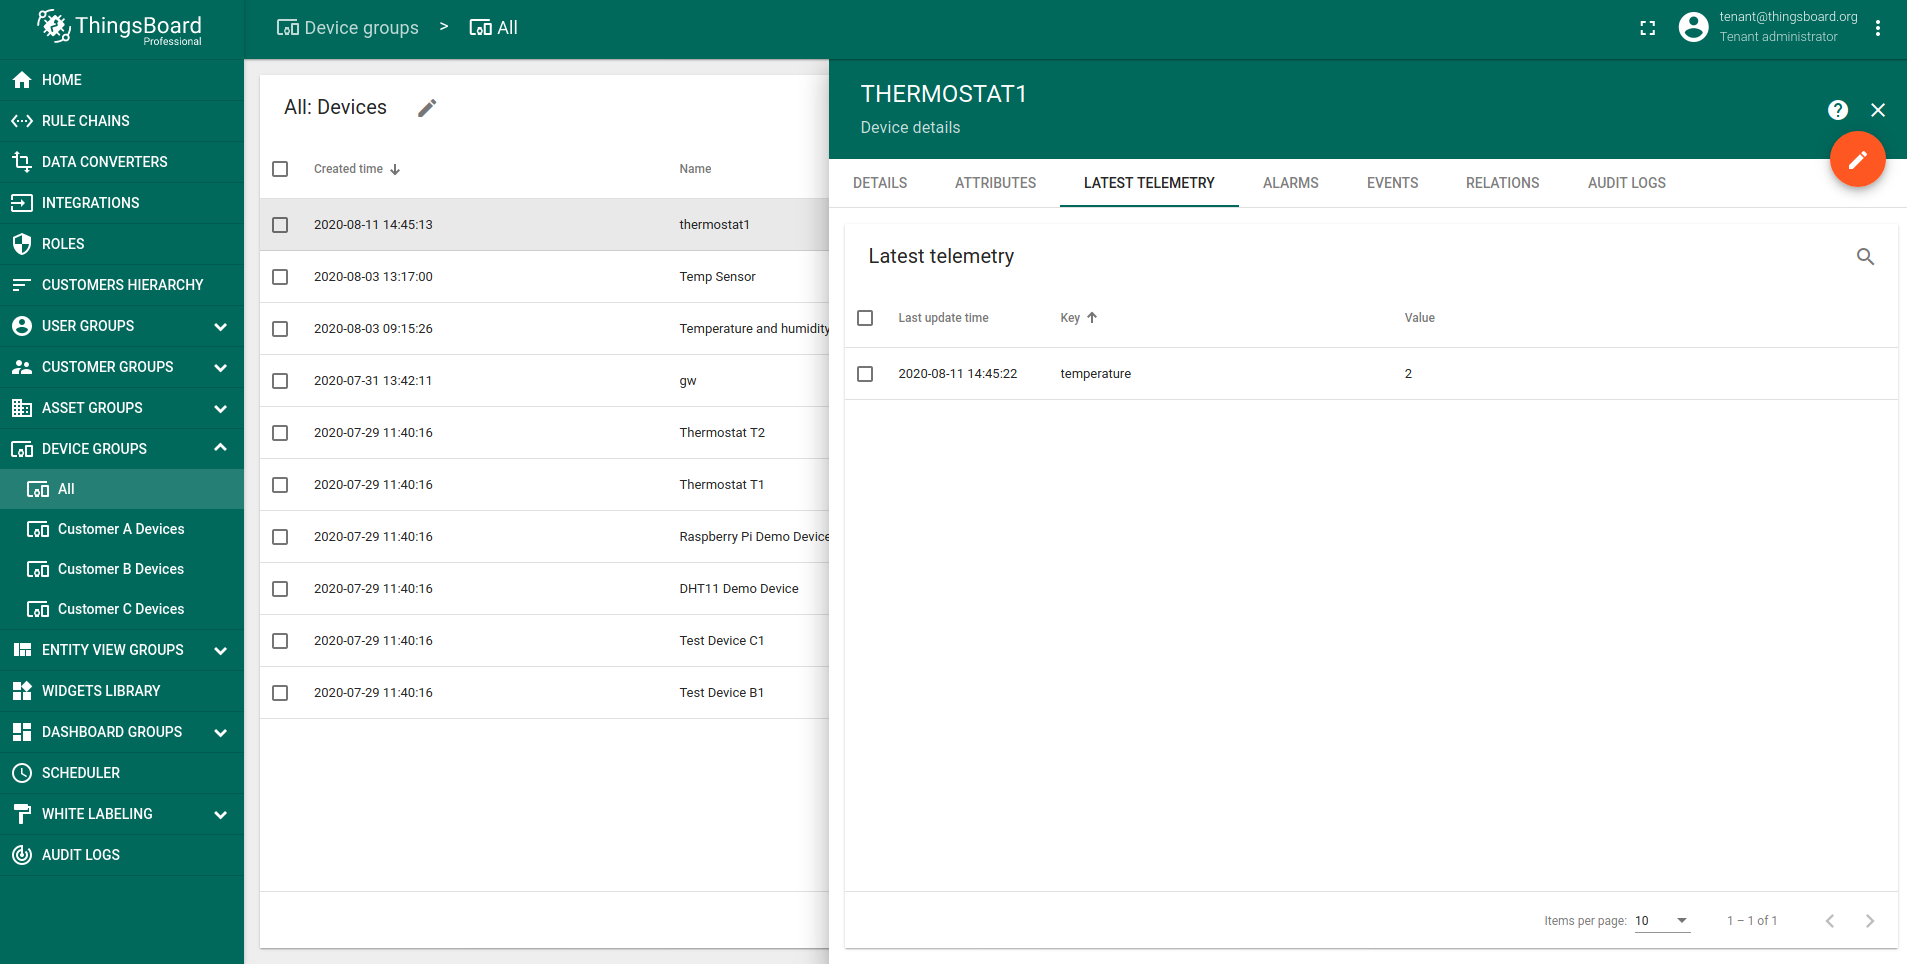 ThingsBoard
Professional
Device groups > All
tenant@thingsboard.org
Tenant administrator
HOME
RULE CHAINS
DATA CONVERTERS
INTEGRATIONS
ROLES
CUSTOMERS HIERARCHY
USER GROUPS
CUSTOMER GROUPS
ASSET GROUPS
DEVICE GROUPS
All
Customer A Devices
Customer B Devices
Customer C Devices
ENTITY VIEW GROUPS
WIDGETS LIBRARY
DASHBOARD GROUPS
SCHEDULER
WHITE LABELING
AUDIT LOGS
All: Devices
Created time Name
2020-08-11 14:45:13 thermostat1
2020-08-03 13:17:00 Temp Sensor
2020-08-03 09:15:26 Temperature and humidity
2020-07-31 13:42:11 gw
2020-07-29 11:40:16 Thermostat T2
2020-07-29 11:40:16 Thermostat T1
2020-07-29 11:40:16 Raspberry Pi Demo Device
2020-07-29 11:40:16 DHT11 Demo Device
2020-07-29 11:40:16 Test Device C1
2020-07-29 11:40:16 Test Device B1
THERMOSTAT1
Device details
DETAILS ATTRIBUTES LATEST TELEMETRY ALARMS EVENTS RELATIONS AUDIT LOGS
Latest telemetry
Last update time Key Value
2020-08-11 14:45:22 temperature 2
Items per page: 10 1 – 1 of 1